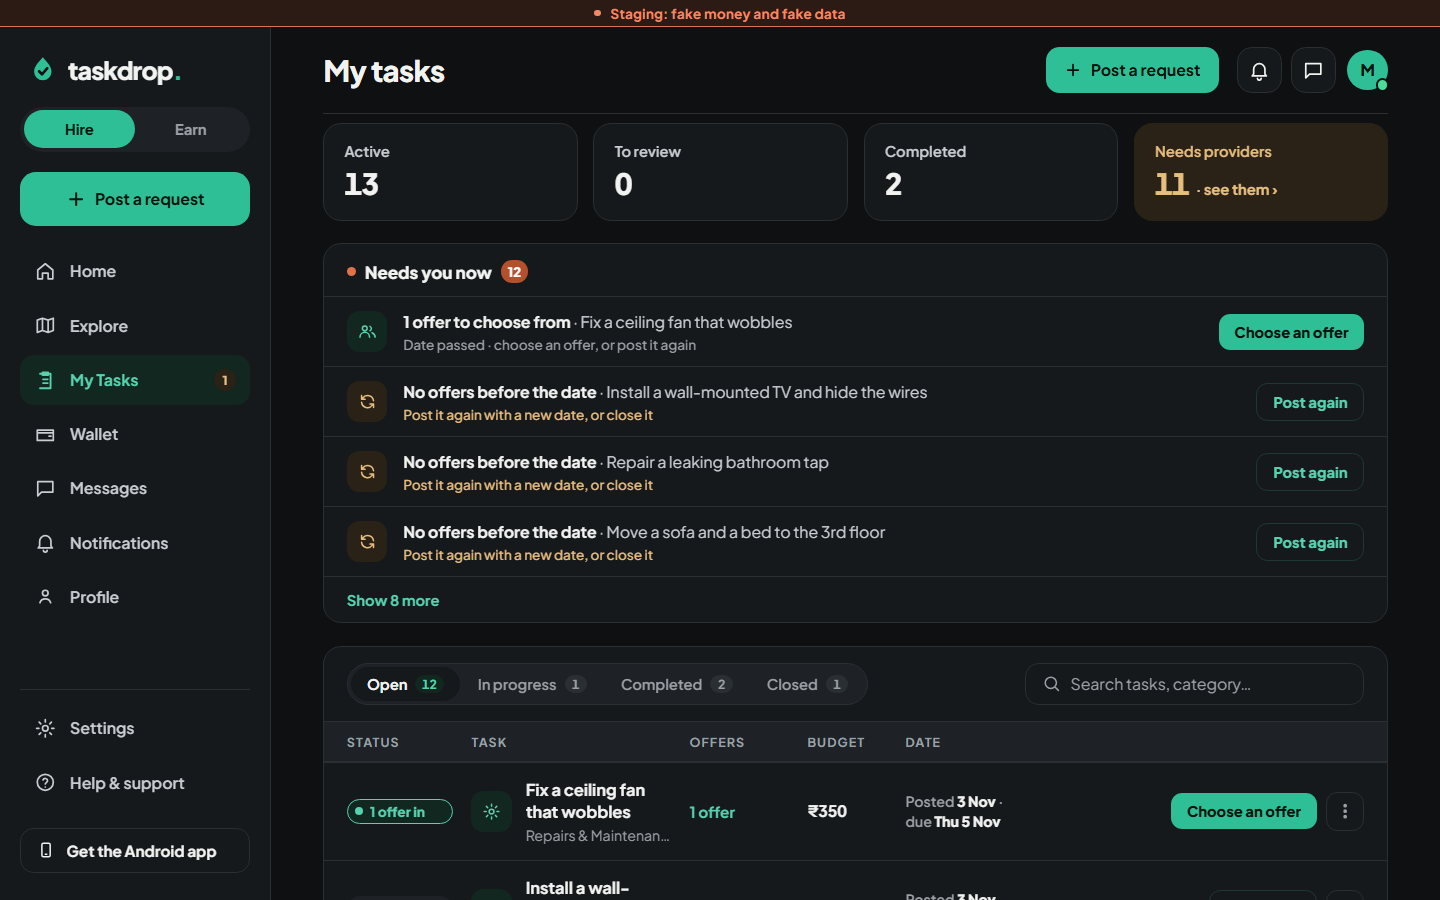 Staging: fake money and fake data
taskdrop.
Hire
Earn
Post a request
Home
Explore
My Tasks
1
Wallet
Messages
Notifications
Profile
Settings
Help & support
Get the Android app
My tasks
Post a request
M
Active
13
To review
0
Completed
2
Needs providers
11 · see them ›
Needs you now 12
1 offer to choose from · Fix a ceiling fan that wobbles
Date passed · choose an offer, or post it again
Choose an offer
No offers before the date · Install a wall-mounted TV and hide the wires
Post it again with a new date, or close it
Post again
No offers before the date · Repair a leaking bathroom tap
Post it again with a new date, or close it
Post again
No offers before the date · Move a sofa and a bed to the 3rd floor
Post it again with a new date, or close it
Post again
Show 8 more
Open 12
In progress 1
Completed 2
Closed 1
Search tasks, category...
STATUS
TASK
OFFERS
BUDGET
DATE
1 offer in
Fix a ceiling fan
that wobbles
Repairs & Maintenan...
1 offer
₹350
Posted 3 Nov ·
due Thu 5 Nov
Choose an offer
Install a wall-
Posted 3 Nov